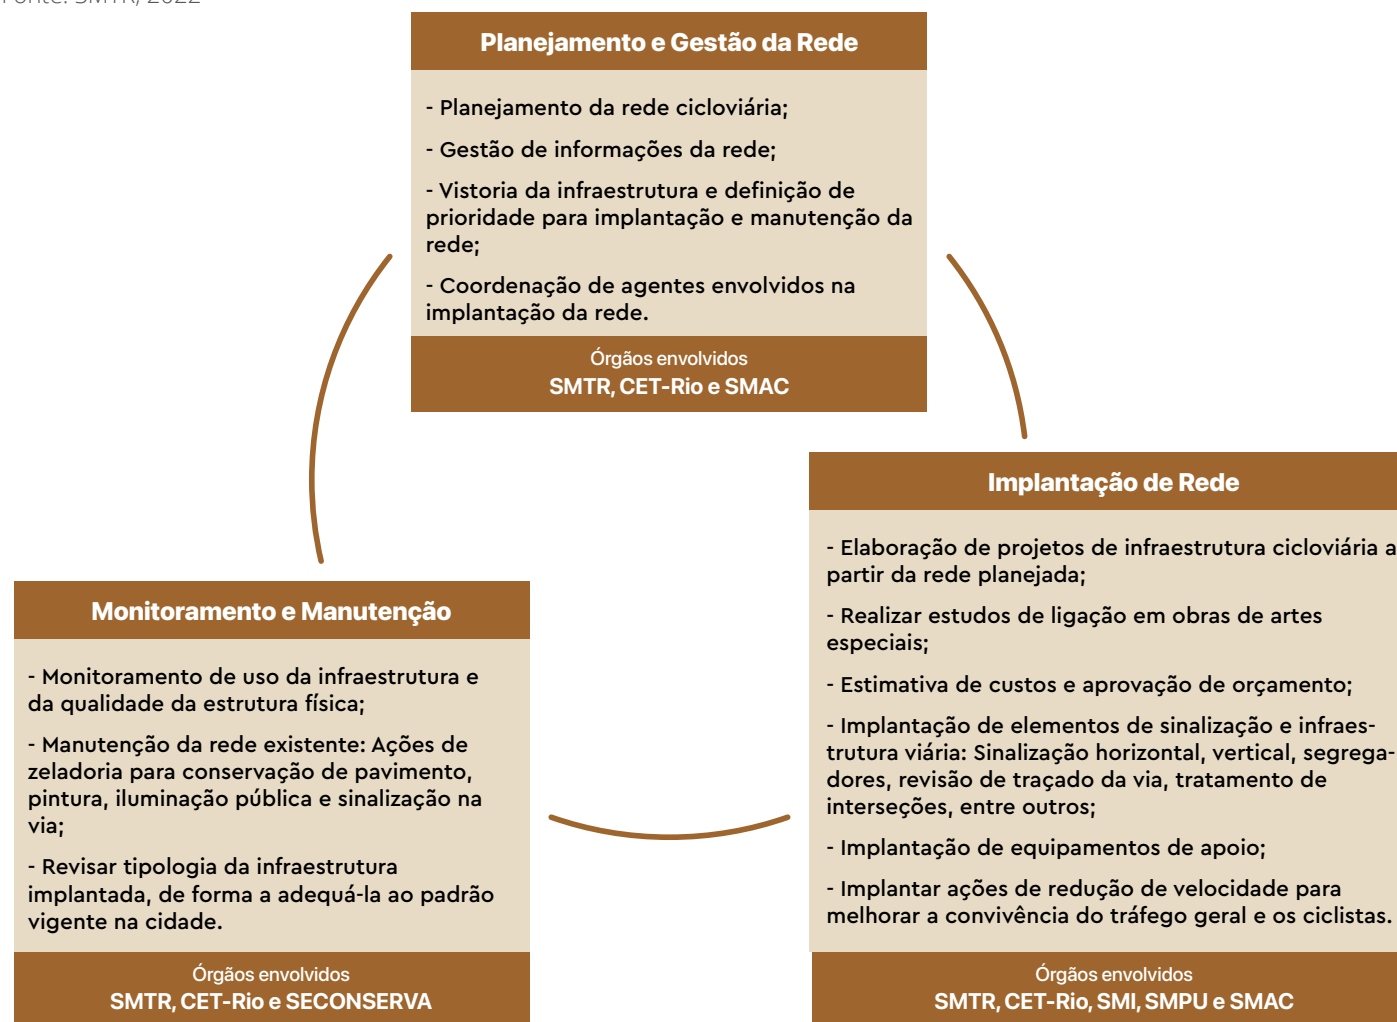 Fonte: SMTR, 2022
Planejamento e Gestão da Rede
- Planejamento da rede cicloviária;
- Gestão de informações da rede;
- Vistoria da infraestrutura e definição de
prioridade para implantação e manutenção da
rede;
- Coordenação de agentes envolvidos na
implantação da rede.
Órgãos envolvidos
SMTR, CET-Rio e SMAC
Implantação de Rede
- Elaboração de projetos de infraestrutura cicloviária a
partir da rede planejada;
- Realizar estudos de ligação em obras de artes
especiais;
- Estimativa de custos e aprovação de orçamento;
- Implantação de elementos de sinalização e infraes-
trutura viária: Sinalização horizontal, vertical, segrega-
dores, revisão de traçado da via, tratamento de
interseções, entre outros;
- Implantação de equipamentos de apoio;
- Implantar ações de redução de velocidade para
melhorar a convivência do tráfego geral e os ciclistas.
Órgãos envolvidos
SMTR, CET-Rio, SMI, SMPU e SMAC
Monitoramento e Manutenção
- Monitoramento de uso da infraestrutura e
da qualidade da estrutura física;
- Manutenção da rede existente: Ações de
zeladoria para conservação de pavimento,
pintura, iluminação pública e sinalização na
via;
- Revisar tipologia da infraestrutura
implantada, de forma a adequá-la ao padrão
vigente na cidade.
Órgãos envolvidos
SMTR, CET-Rio e SECONSERVA